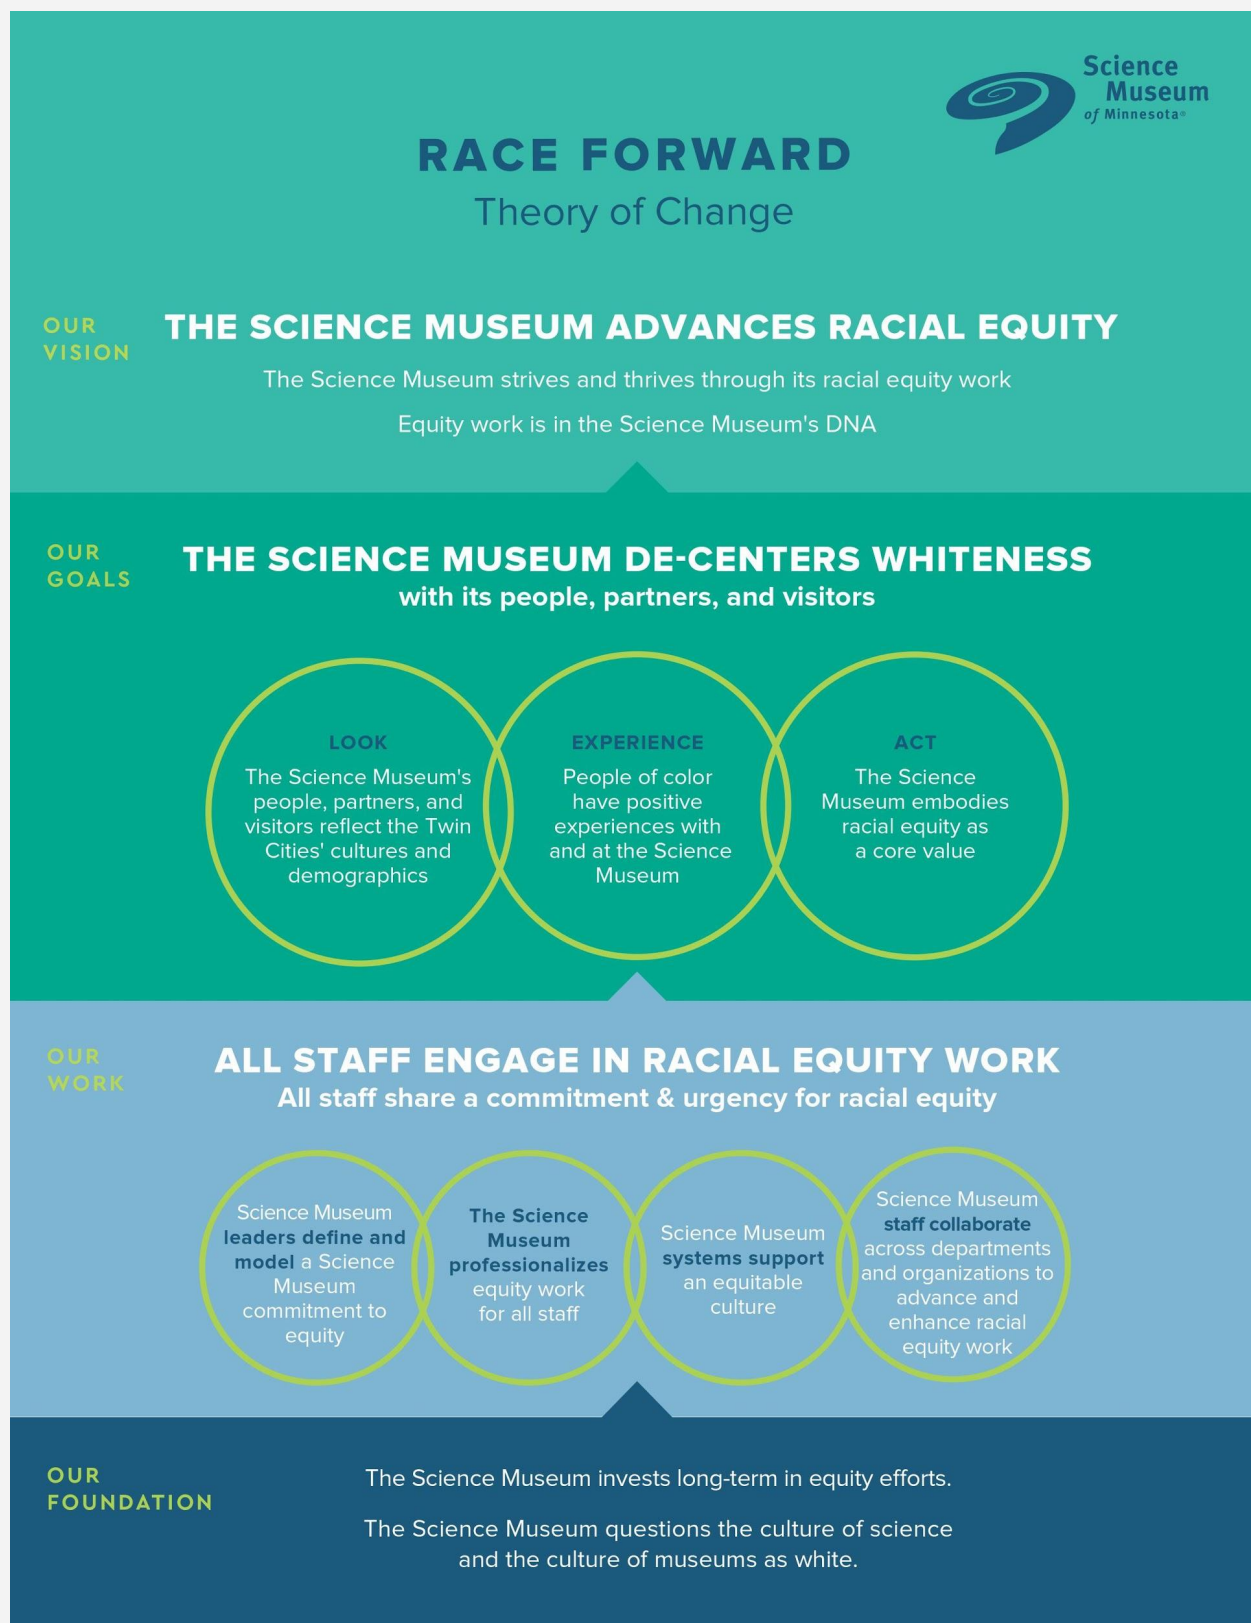 Science
Museum
of Minnesota®
RACE FORWARD
Theory of Change
OUR
VISION
THE SCIENCE MUSEUM ADVANCES RACIAL EQUITY
The Science Museum strives and thrives through its racial equity work
Equity work is in the Science Museum's DNA
OUR
GOALS
THE SCIENCE MUSEUM DE-CENTERS WHITENESS
with its people, partners, and visitors
LOOK
The Science Museum's
people, partners, and
visitors reflect the Twin
Cities' cultures and
demographics
EXPERIENCE
People of color
have positive
experiences with
and at the Science
Museum
ACT
The Science
Museum embodies
racial equity as
a core value
OUR
WORK
ALL STAFF ENGAGE IN RACIAL EQUITY WORK
All staff share a commitment & urgency for racial equity
Science Museum
leaders define and
model a Science
Museum
commitment to
equity
The Science
Museum
professionalizes
equity work
for all staff
Science Museum
systems support
an equitable
culture
Science Museum
staff collaborate
across departments
and organizations to
advance and
enhance racial
equity work
OUR
FOUNDATION
The Science Museum invests long-term in equity efforts.
The Science Museum questions the culture of science
and the culture of museums as white.